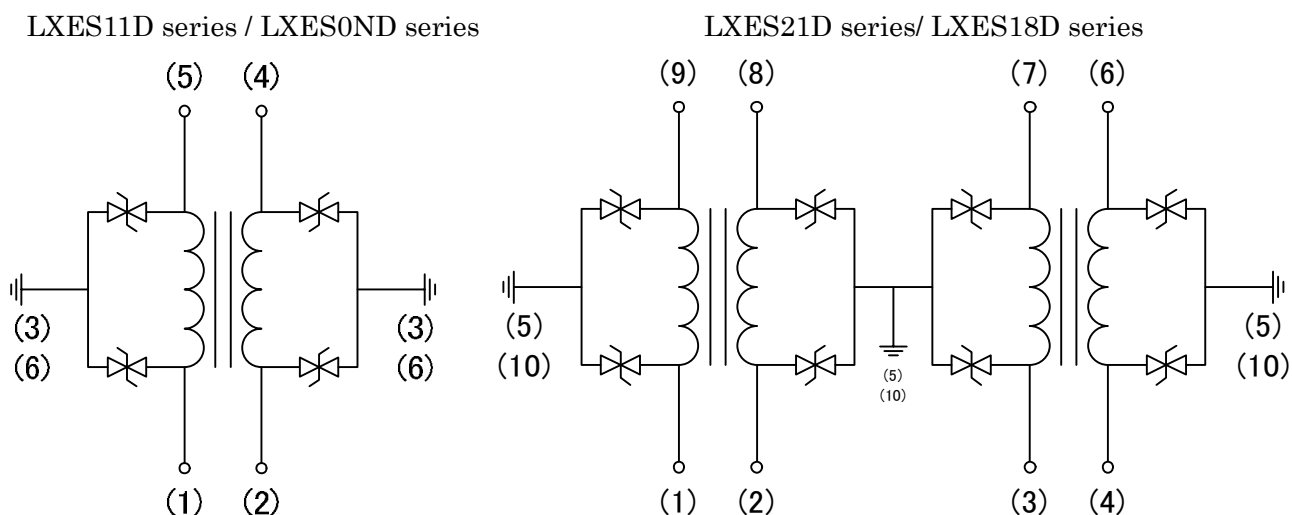 LXES11D series / LXES0ND series
(5) (4)
(3) (3)
(6) (6)
(1) (2)
LXES21D series/ LXES18D series
(9) (8) (7) (6)
(5) (5)
(10) (10)
(5)
(10)
(1) (2) (3) (4)